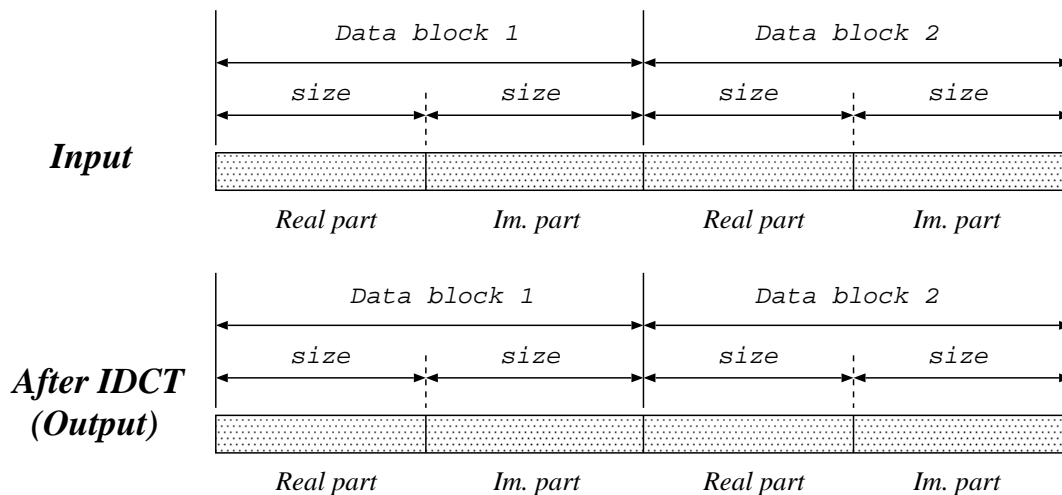 Data block 1 Data block 2
size size size size
Input
Real part Im. part Real part Im. part
Data block 1 Data block 2
size size size size
After IDCT
(Output)
Real part Im. part Real part Im. part